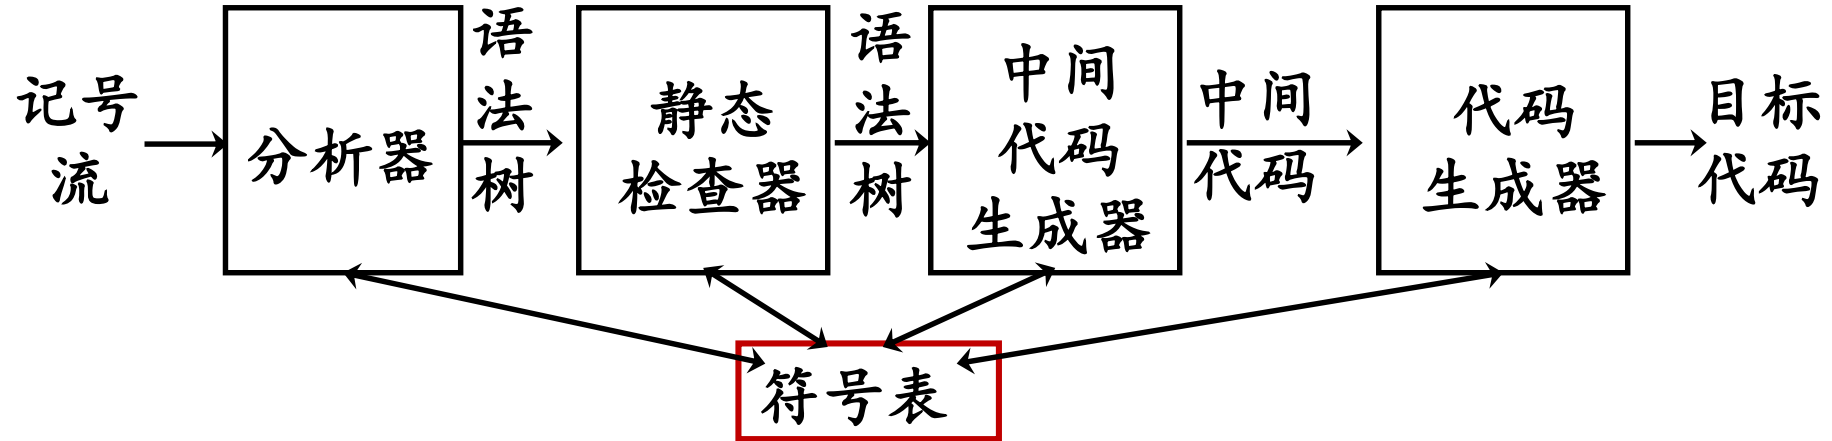 记号
流
分析器
语
法
树
静态
检查器
语
法
树
中间
代码
生成器
中间
代码
代码
生成器
目标
代码
符号表